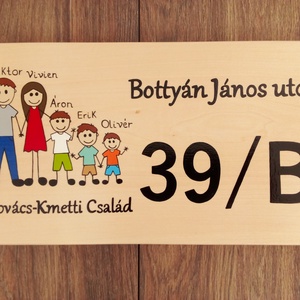 ktor Vivien
Áron
Erik
Olivér
Bottyán János utc
39/B
ovács-Kmetti Család